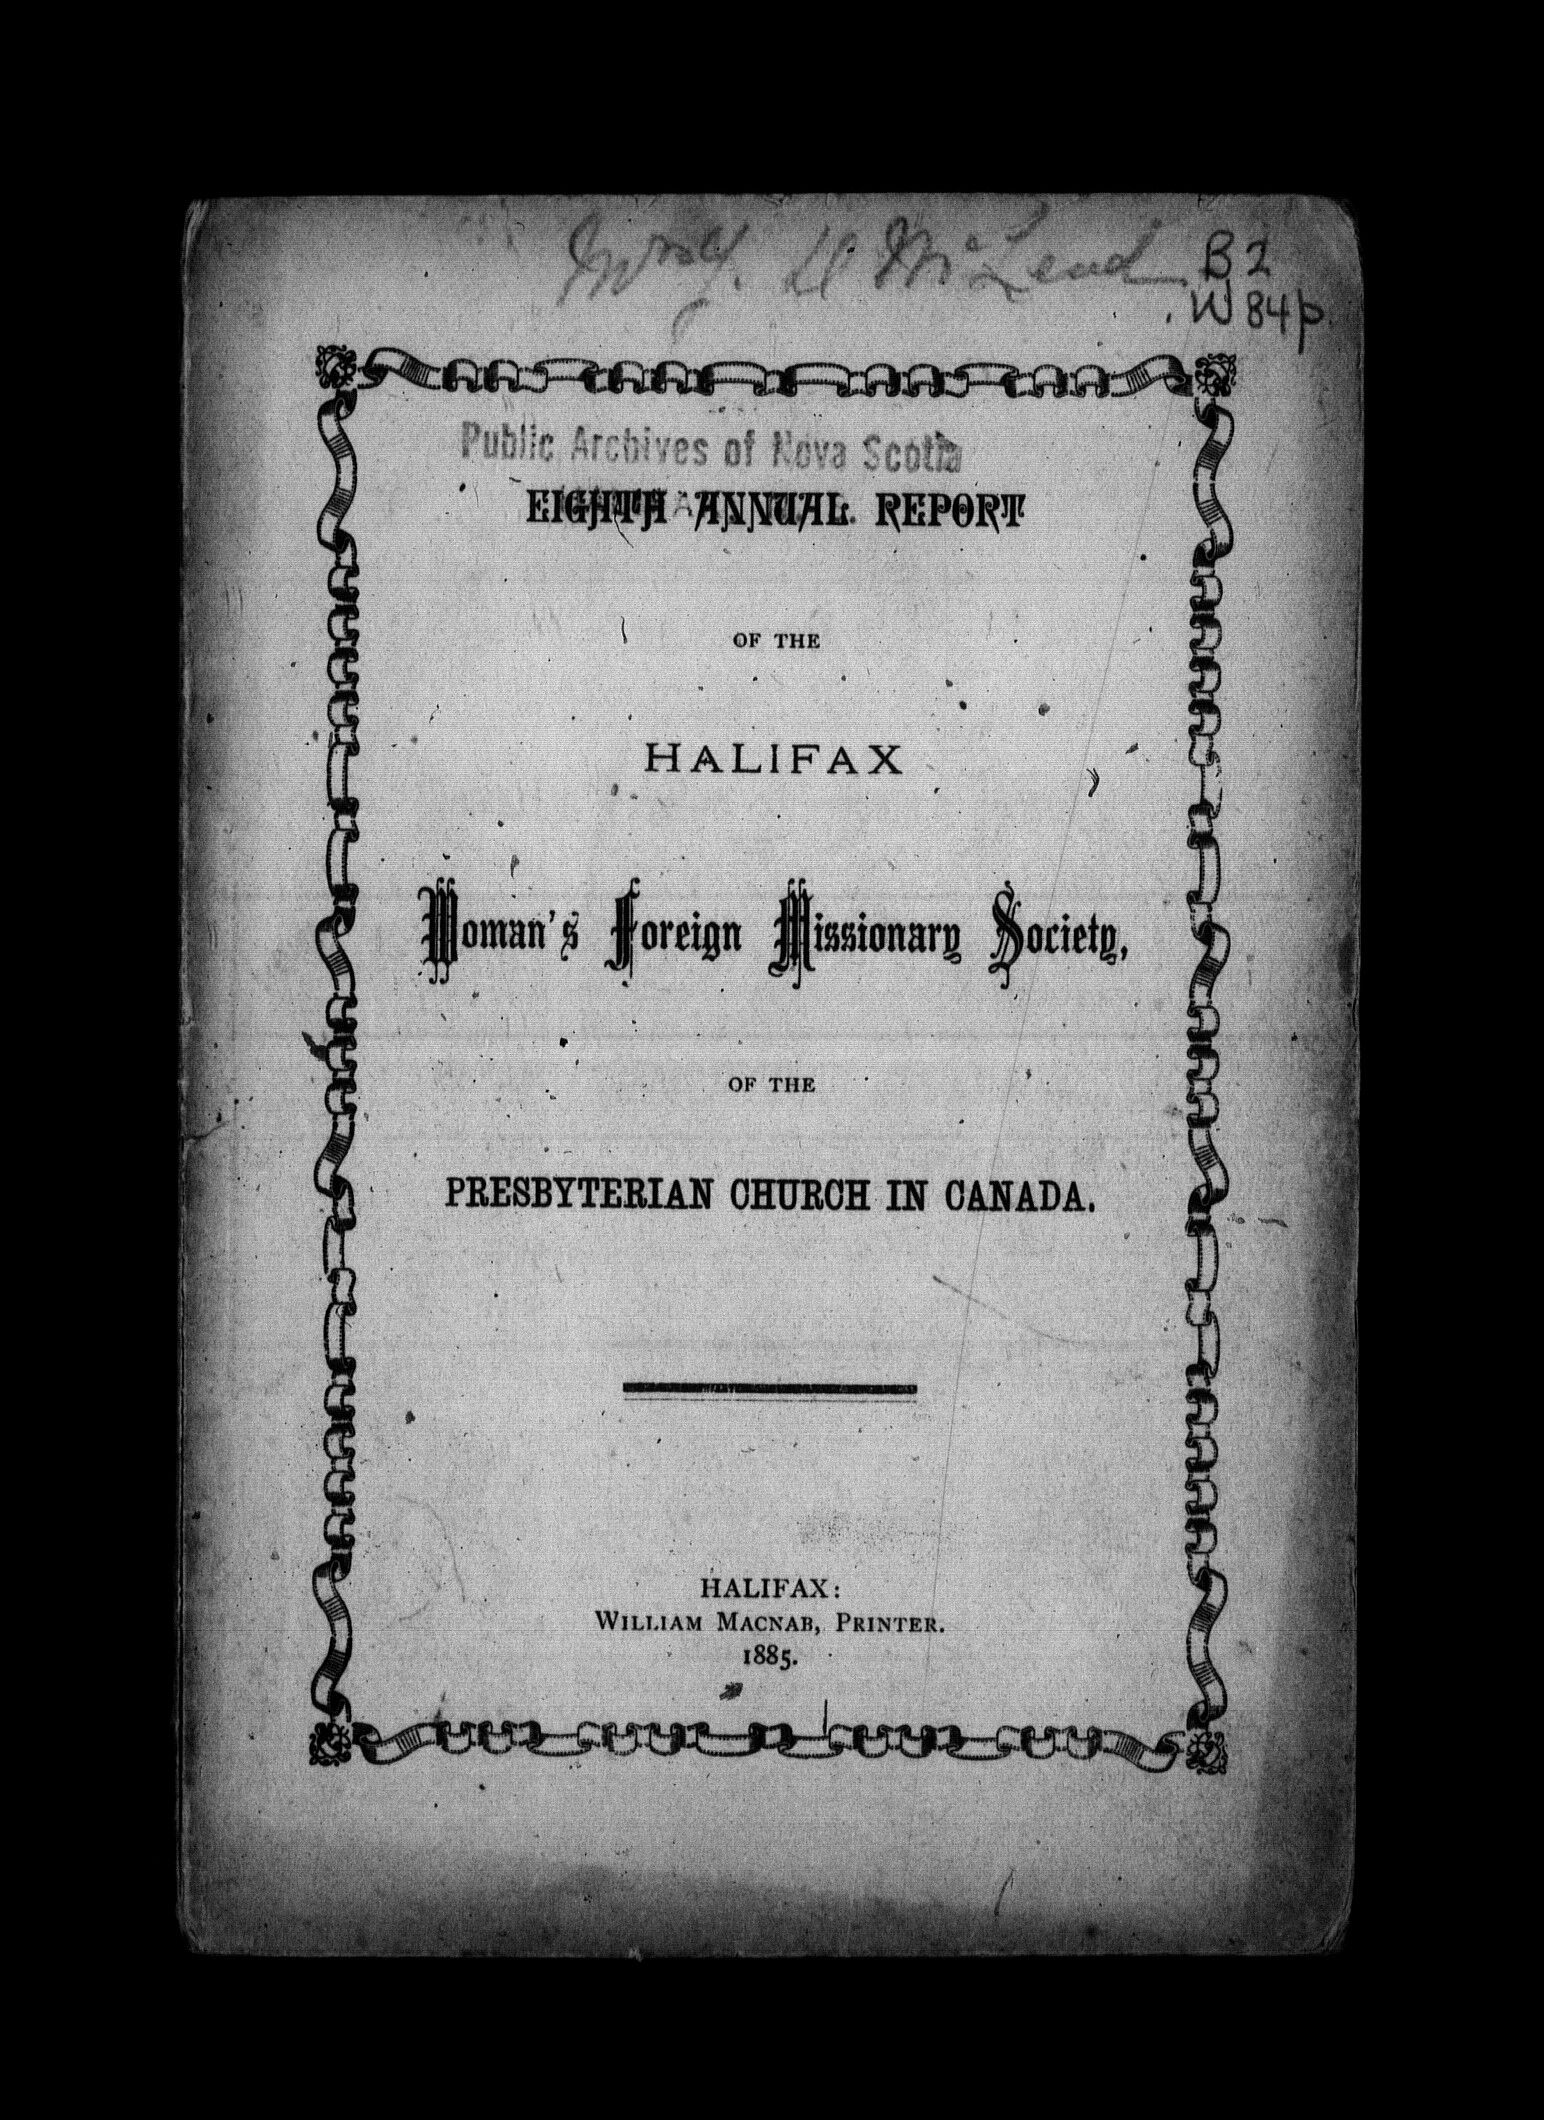 McLeod
B2
W84p
Public Archives of Nova Scotia
EIGHTH ANNUAL REPORT
OF THE
HALIFAX
Woman's Foreign Missionary Society,
OF THE
PRESBYTERIAN CHURCH IN CANADA.
HALIFAX:
WILLIAM MACNAB, PRINTER.
1885.